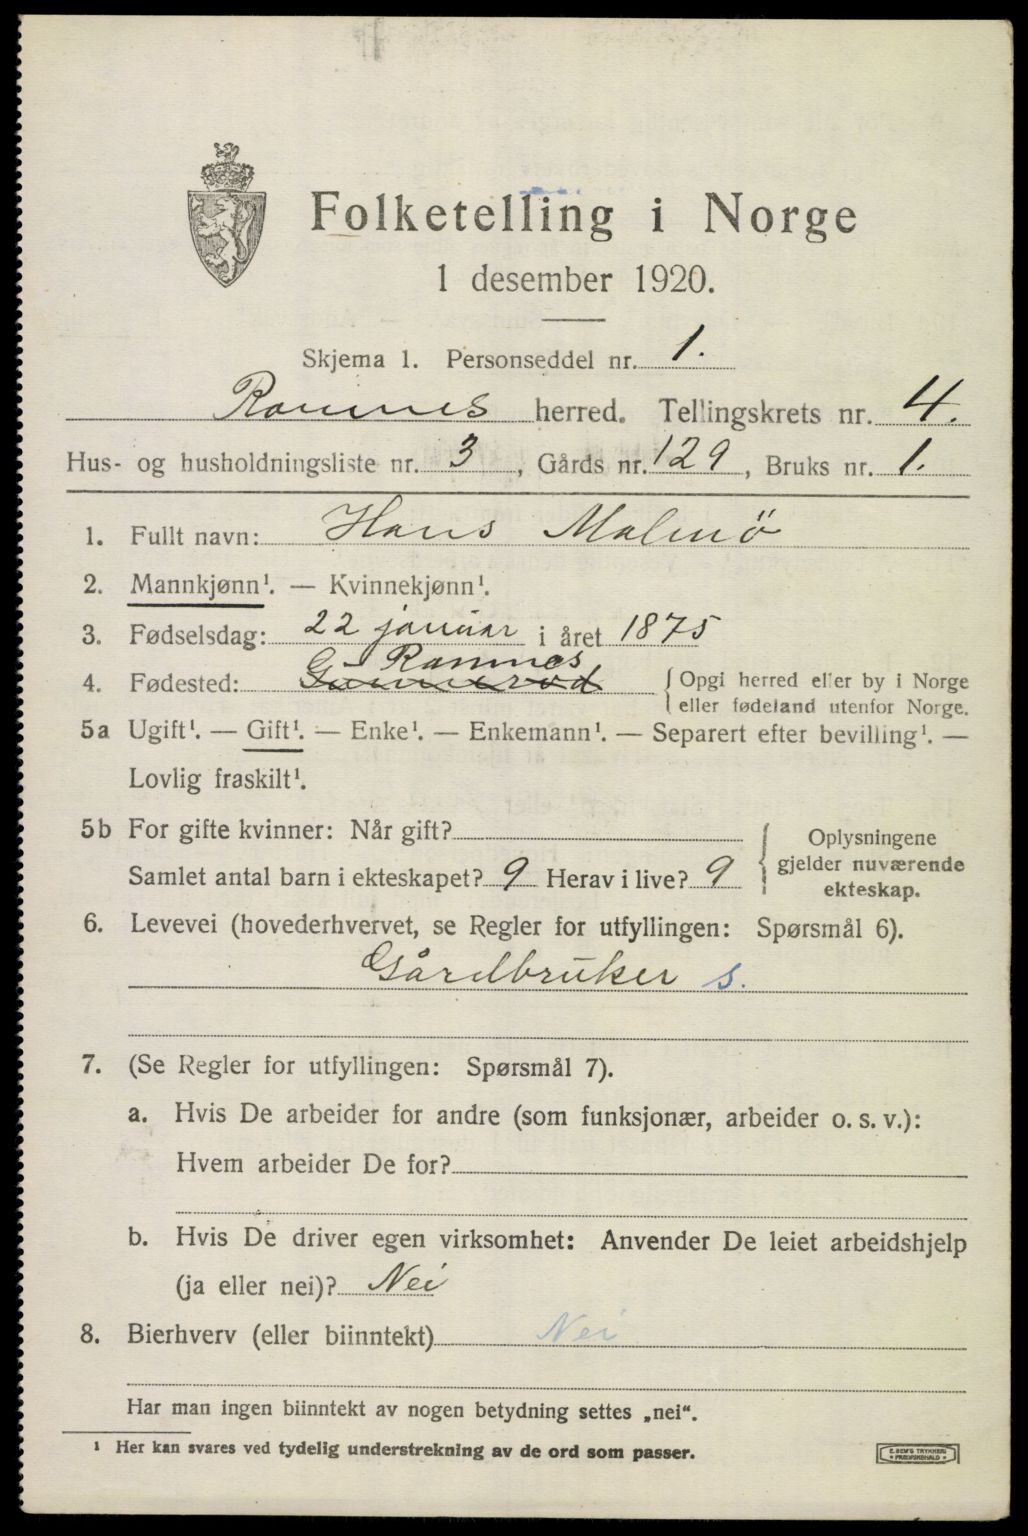 Folketelling i Norge
1 desember 1920.
Skjema 1. Personseddel nr. 1.
Ramnes herred. Tellingskrets nr. 4.
Hus- og husholdningsliste nr. 3, Gårds nr. 129, Bruks nr. 1.
1. Fullt navn: Hans Malmö
2. Mannkjønn¹. — Kvinnekjønn¹.
3. Fødselsdag: 22 januar i året 1875
Ramnes
4. Fødested: { Opgi herred eller by i Norge
eller fødeland utenfor Norge.
5a Ugift¹. — Gift¹. — Enke¹. — Enkemann¹. — Separert efter bevilling¹. —
Lovlig fraskilt¹.
5b For gifte kvinner: Når gift?
Samlet antal barn i ekteskapet? 9 Herav i live? 9
Oplysningene
gjelder nuværende
ekteskap.
6. Levevei (hovederhvervet, se Regler for utfyllingen: Spørsmål 6).
Gårdbruker s.
7. (Se Regler for utfyllingen: Spørsmål 7).
a. Hvis De arbeider for andre (som funksjonær, arbeider o. s. v.):
Hvem arbeider De for?
b. Hvis De driver egen virksomhet: Anvender De leiet arbeidshjelp
(ja eller nei)? Nei
8. Bierhverv (eller biinntekt) Nei
Har man ingen biinntekt av nogen betydning settes „nei".
¹ Her kan svares ved tydelig understrekning av de ord som passer.
E. SEM'S TRYKKERI
* FREDRIKSHALD *